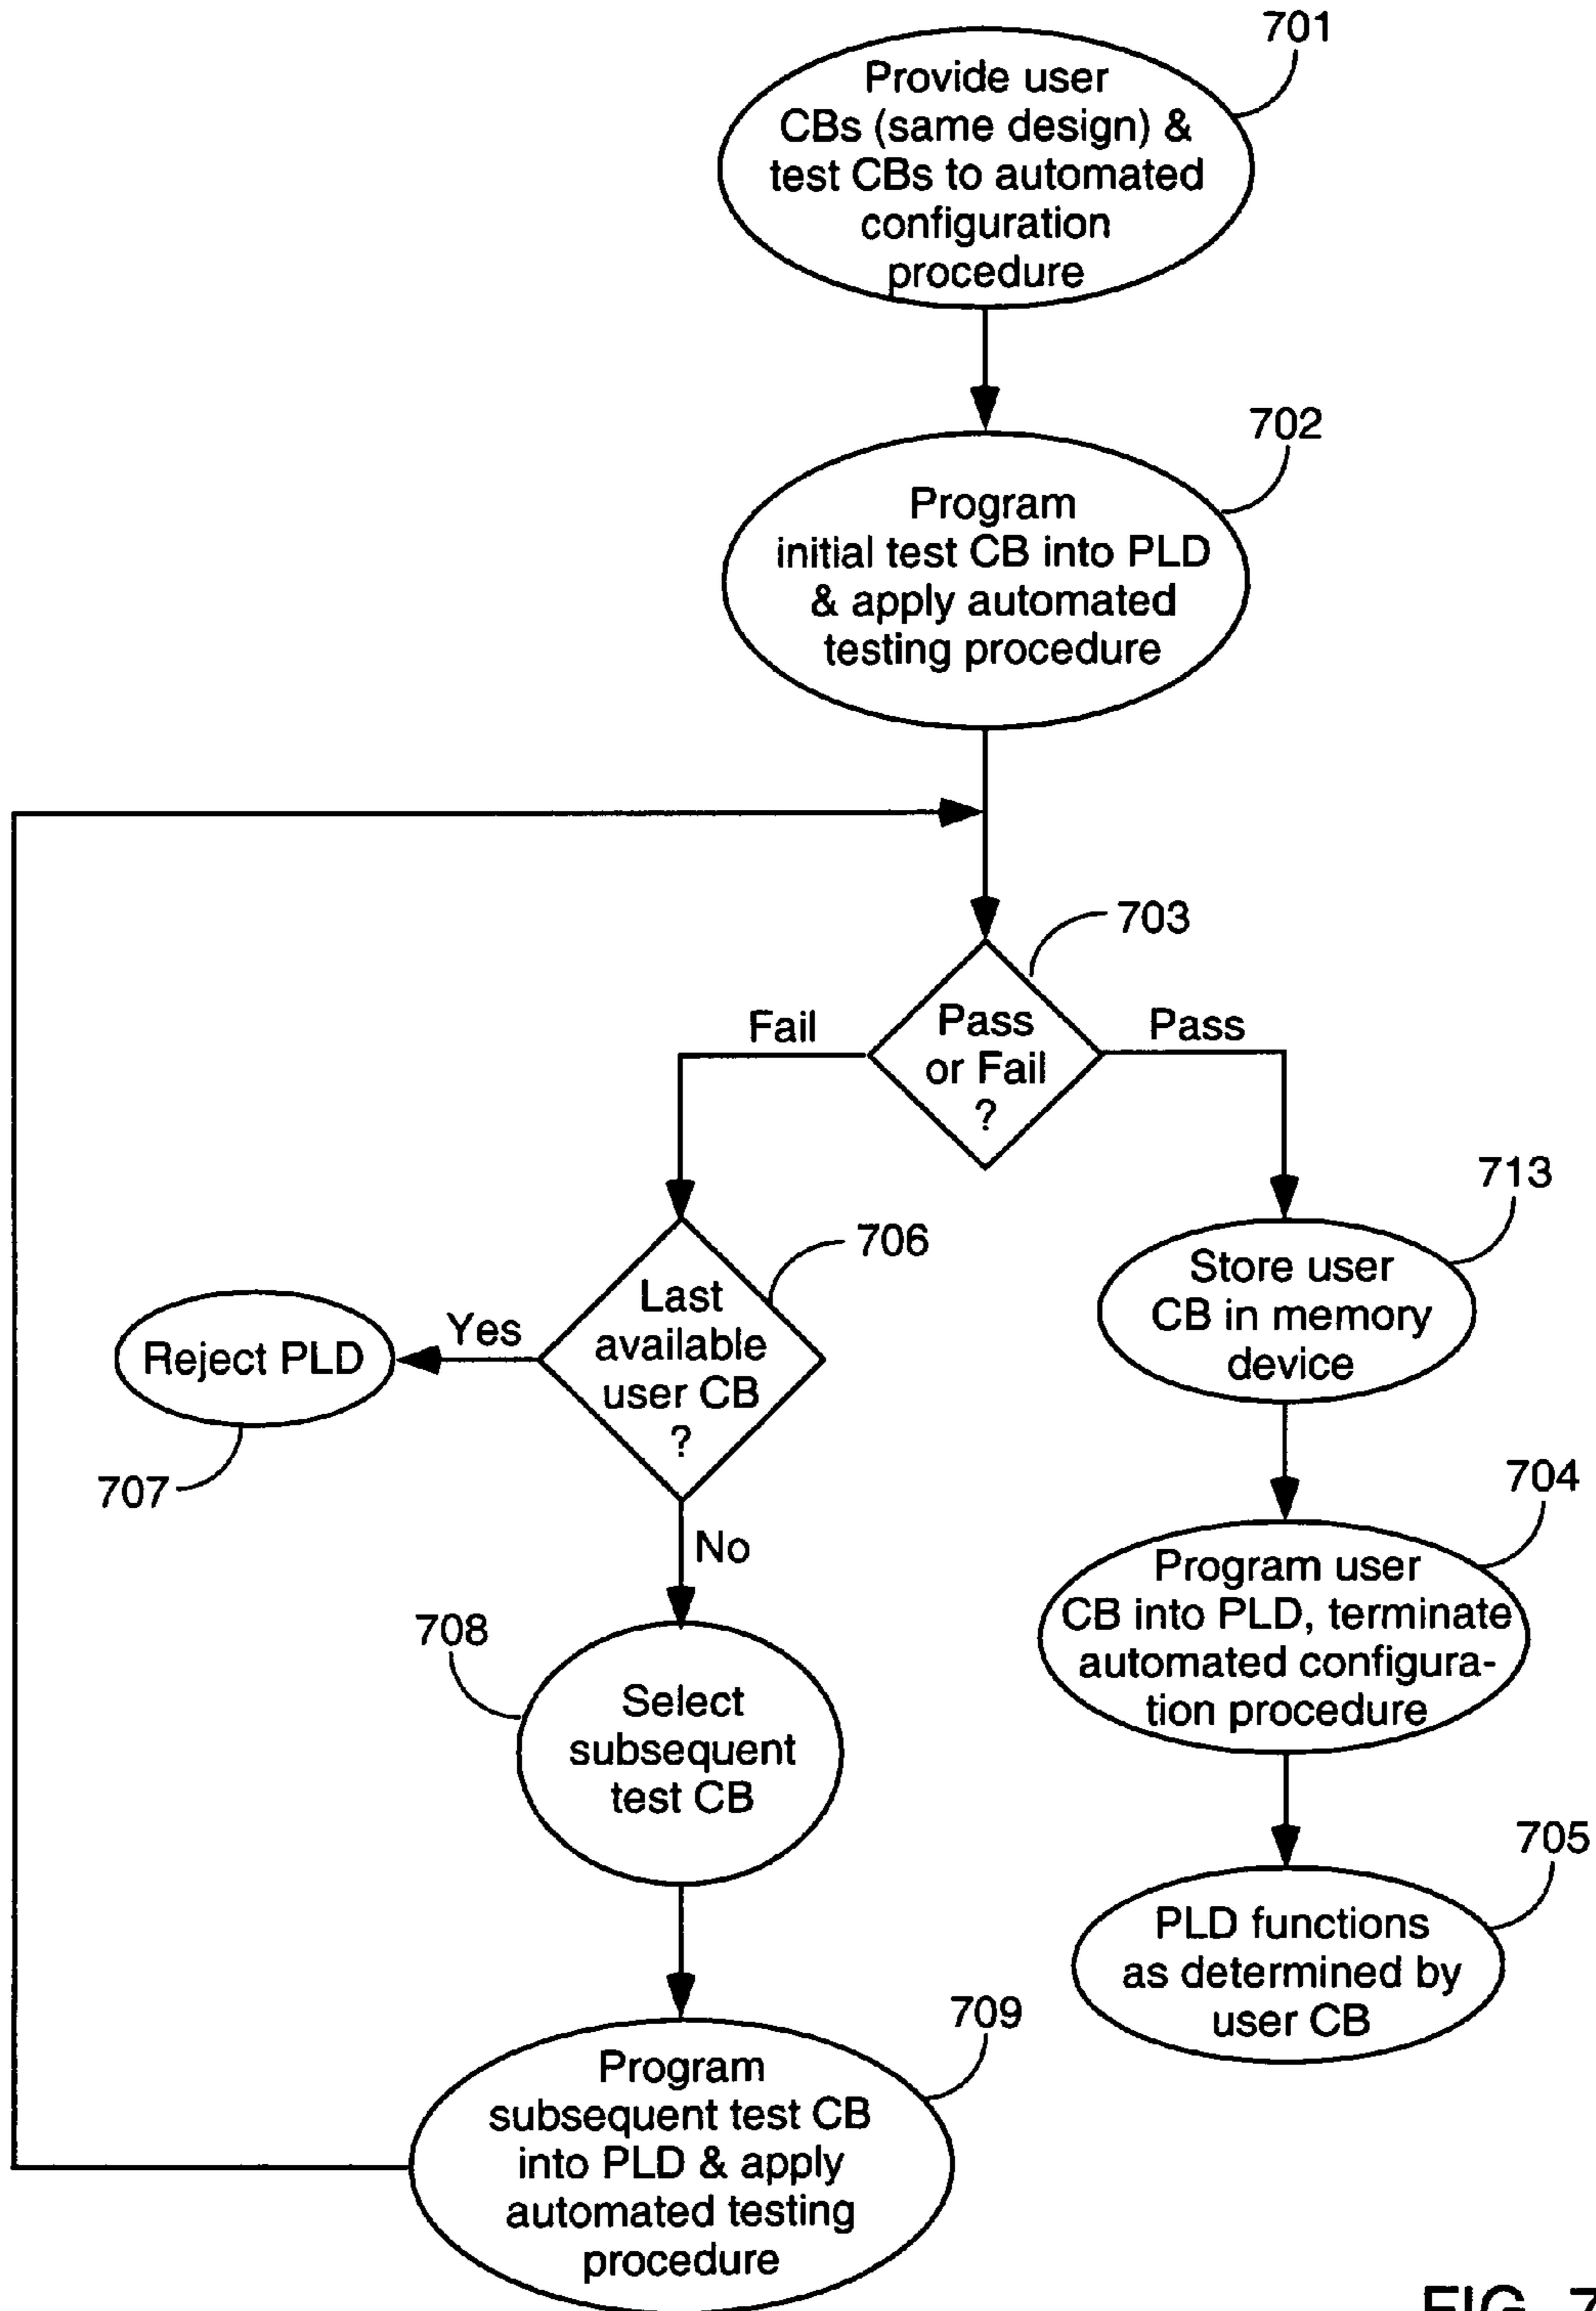 701
Provide user
CBs (same design) &
test CBs to automated
configuration
procedure
702
Program
initial test CB into PLD
& apply automated
testing procedure
703
Pass
or Fail
?
Fail
Pass
706
Last
available
user CB
?
Yes
Reject PLD
707
No
713
Store user
CB in memory
device
704
Program user
CB into PLD, terminate
automated configura-
tion procedure
708
Select
subsequent
test CB
705
PLD functions
as determined by
user CB
709
Program
subsequent test CB
into PLD & apply
automated testing
procedure
FIG. 7